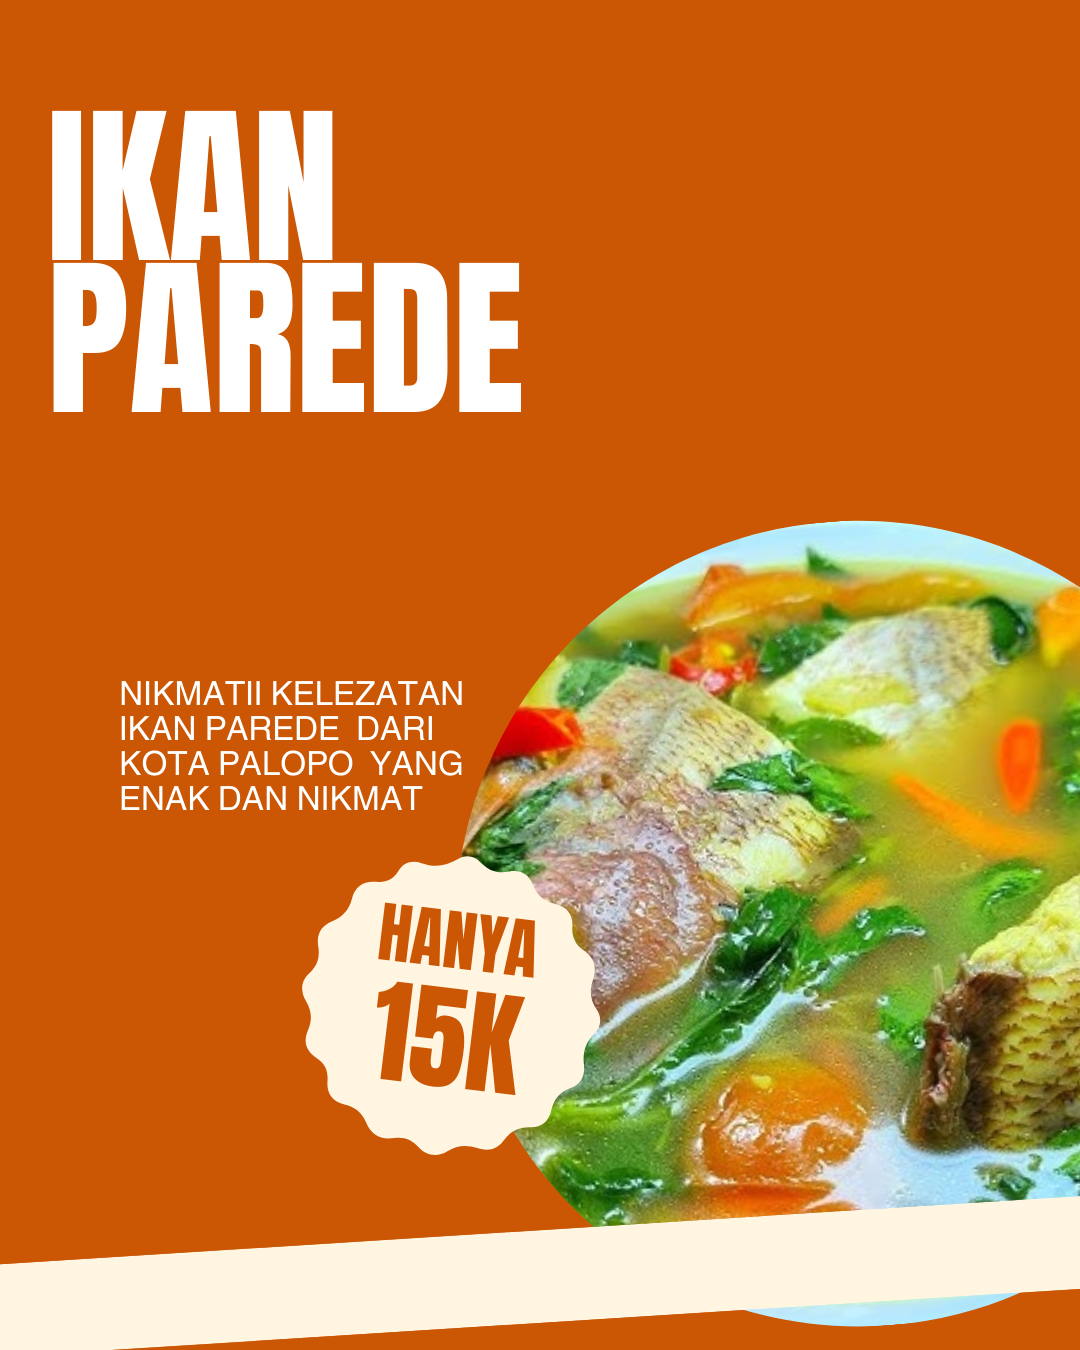 IKAN
PAREDE
NIKMATII KELEZATAN
IKAN PAREDE  DARI
KOTA PALOPO  YANG
ENAK DAN NIKMAT
HANYA
15K